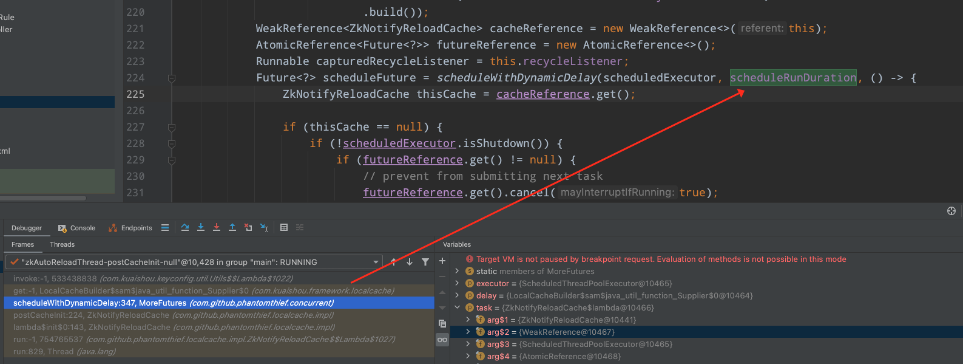 Rule
ller
220
.build());
221
WeakReference<ZkNotifyReloadCache> cacheReference = new WeakReference<>( referent: this);
222
AtomicReference<Future<?>> futureReference = new AtomicReference<>();
223
Runnable capturedRecycleListener = this.recycleListener;
224
Future<?> scheduleFuture = scheduleWithDynamicDelay(scheduledExecutor, scheduleRunDuration, () -> {
225
ZkNotifyReloadCache thisCache = cacheReference.get();
226
227
if (thisCache == null) {
228
if (!scheduledExecutor.isShutdown()) {
229
if (futureReference.get() != null) {
230
// prevent from submitting next task
231
futureReference.get().cancel( mayInterruptIfRunning: true);
tml
Debugger
Console
Endpoints
Frames
Threads
Variables
"zkAutoReloadThread-postCacheInit-null"@10,428 in group "main": RUNNING
Target VM is not paused by breakpoint request. Evaluation of methods is not possible in this mode
invoke:-1, 533438838 (com.kuaishou.keyconfig.util.Utils$$Lambda$1022)
static members of MoreFutures
get:-1, LocalCacheBuilder$sam$java_util_function_Supplier$0 (com.kuaishou.framework.localcache)
executor = {ScheduledThreadPoolExecutor@10465}
scheduleWithDynamicDelay:347, MoreFutures (com.github.phantomthief.concurrent)
delay = {LocalCacheBuilder$sam$java_util_function_Supplier$0@10440}
postCacheInit:224, ZkNotifyReloadCache (com.github.phantomthief.localcache.impl)
task = {ZkNotifyReloadCache$lambda@10466}
lambda$init$0:143, ZkNotifyReloadCache (com.github.phantomthief.localcache.impl)
arg$1 = {ZkNotifyReloadCache@10441}
run:-1, 754765537 (com.github.phantomthief.localcache.impl.ZkNotifyReloadCache$$Lambda$1027)
arg$2 = {WeakReference@10467}
run:829, Thread (java.lang)
arg$3 = {ScheduledThreadPoolExecutor@10465}
arg$4 = {AtomicReference@10468}